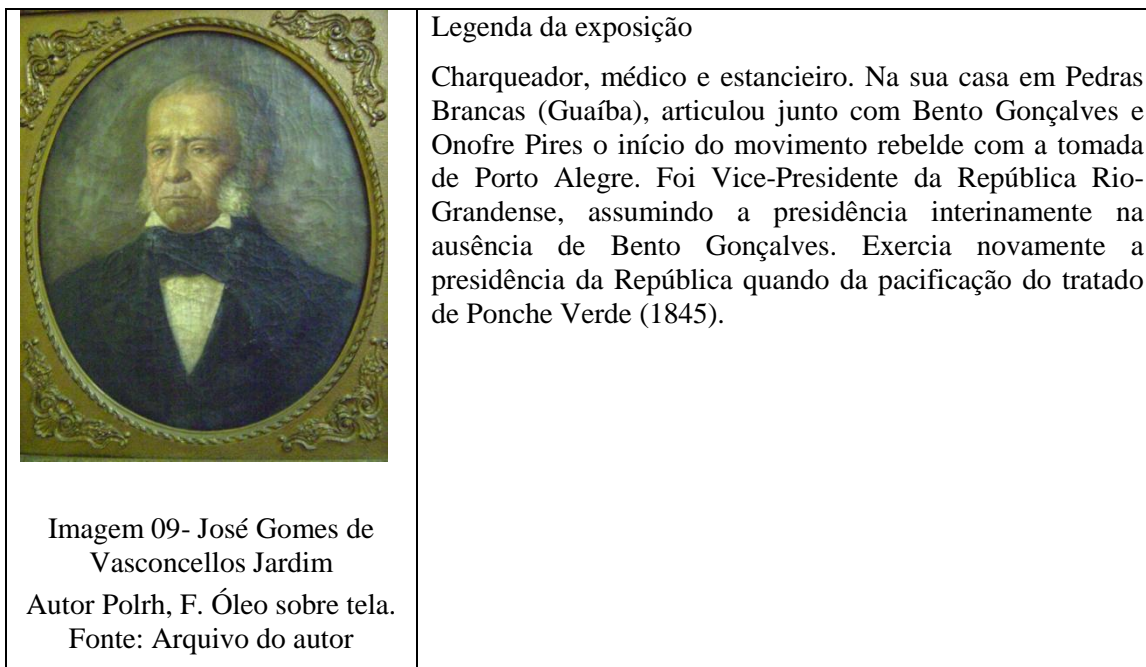 Legenda da exposição
Charqueador, médico e estancieiro. Na sua casa em Pedras
Brancas (Guaíba), articulou junto com Bento Gonçalves e
Onofre Pires o início do movimento rebelde com a tomada
de Porto Alegre. Foi Vice-Presidente da República Rio-
Grandense, assumindo a presidência interinamente na
ausência de Bento Gonçalves. Exercia novamente a
presidência da República quando da pacificação do tratado
de Ponche Verde (1845).
Imagem 09- José Gomes de
Vasconcellos Jardim
Autor Polrh, F. Óleo sobre tela.
Fonte: Arquivo do autor